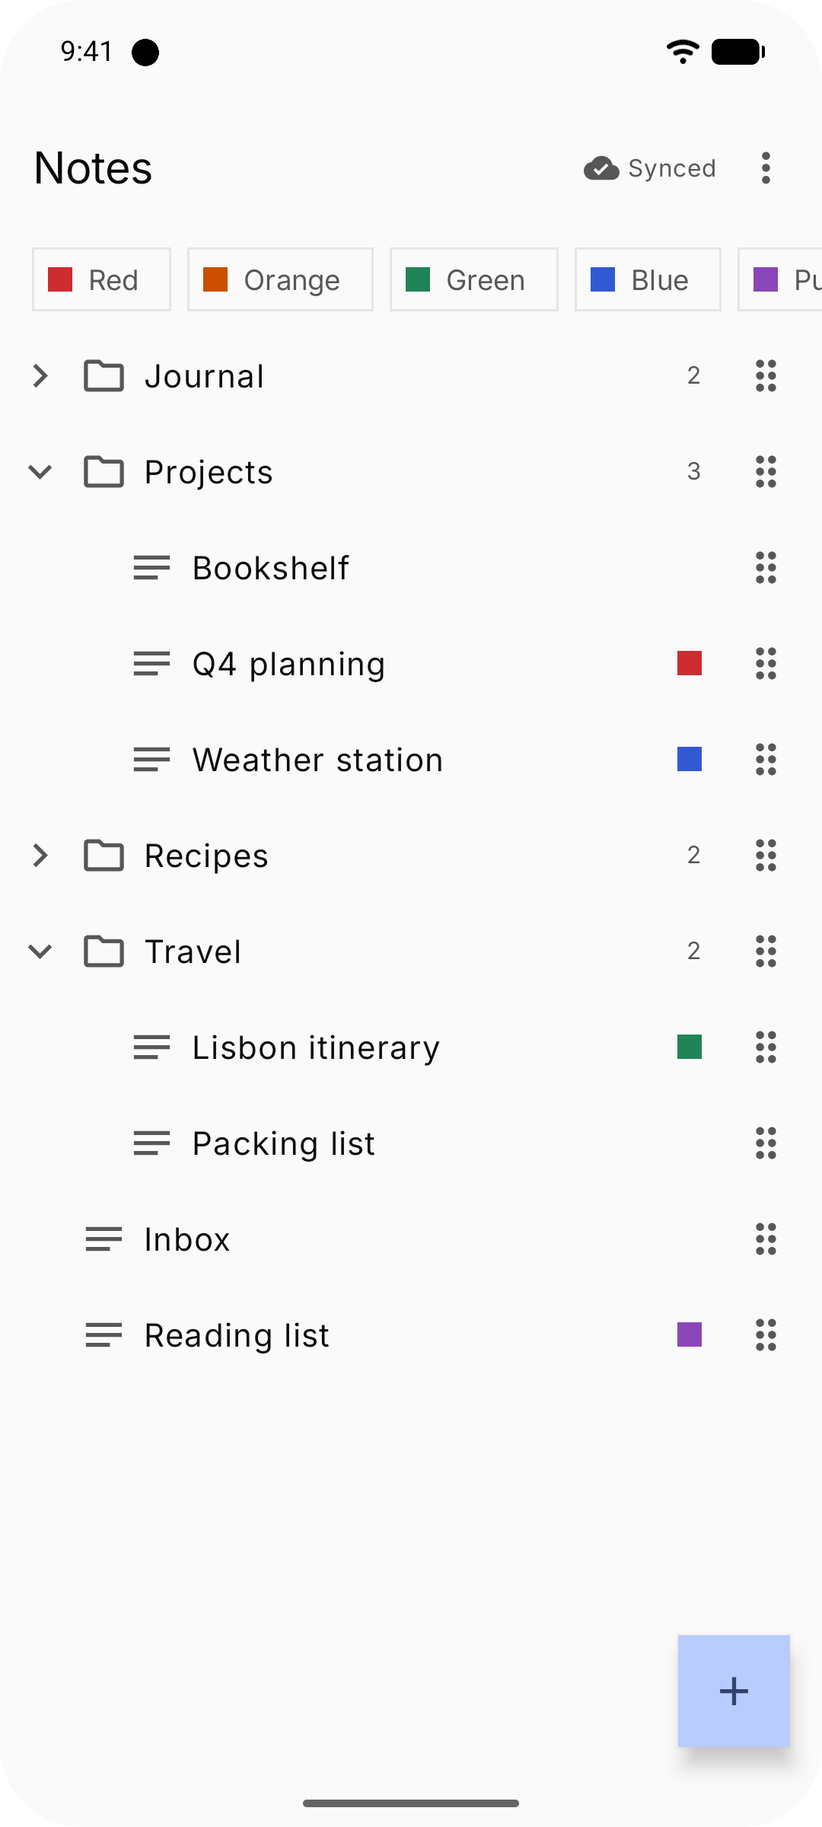 9:41
Notes
Synced
Red Orange Green Blue Pu
Journal 2
Projects 3
Bookshelf
Q4 planning
Weather station
Recipes 2
Travel 2
Lisbon itinerary
Packing list
Inbox
Reading list